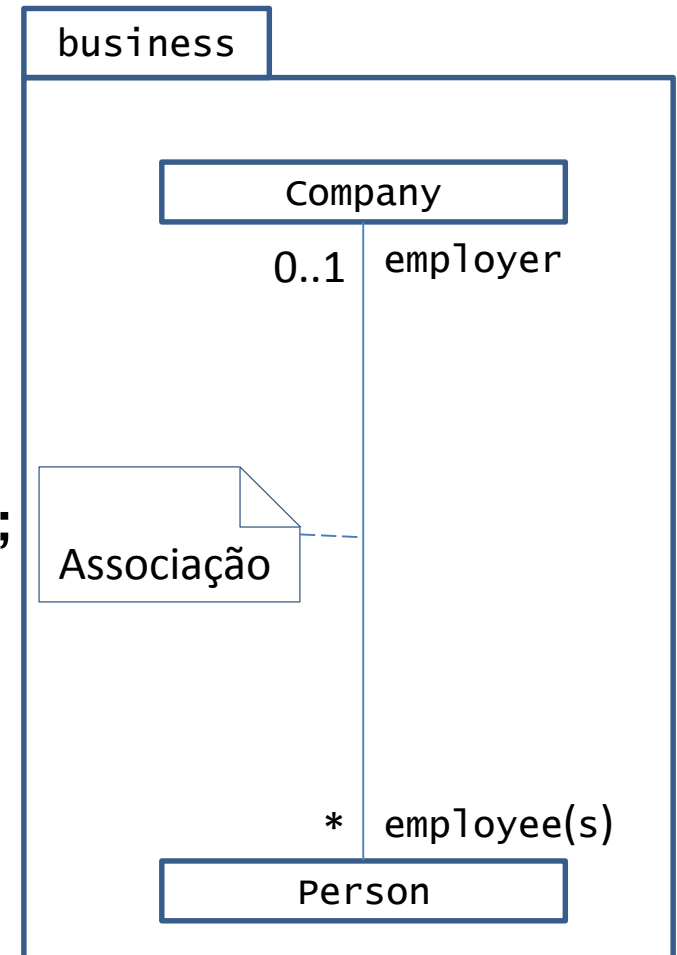 business
Company
0..1 employer
;
Associação
* employee(s)
Person